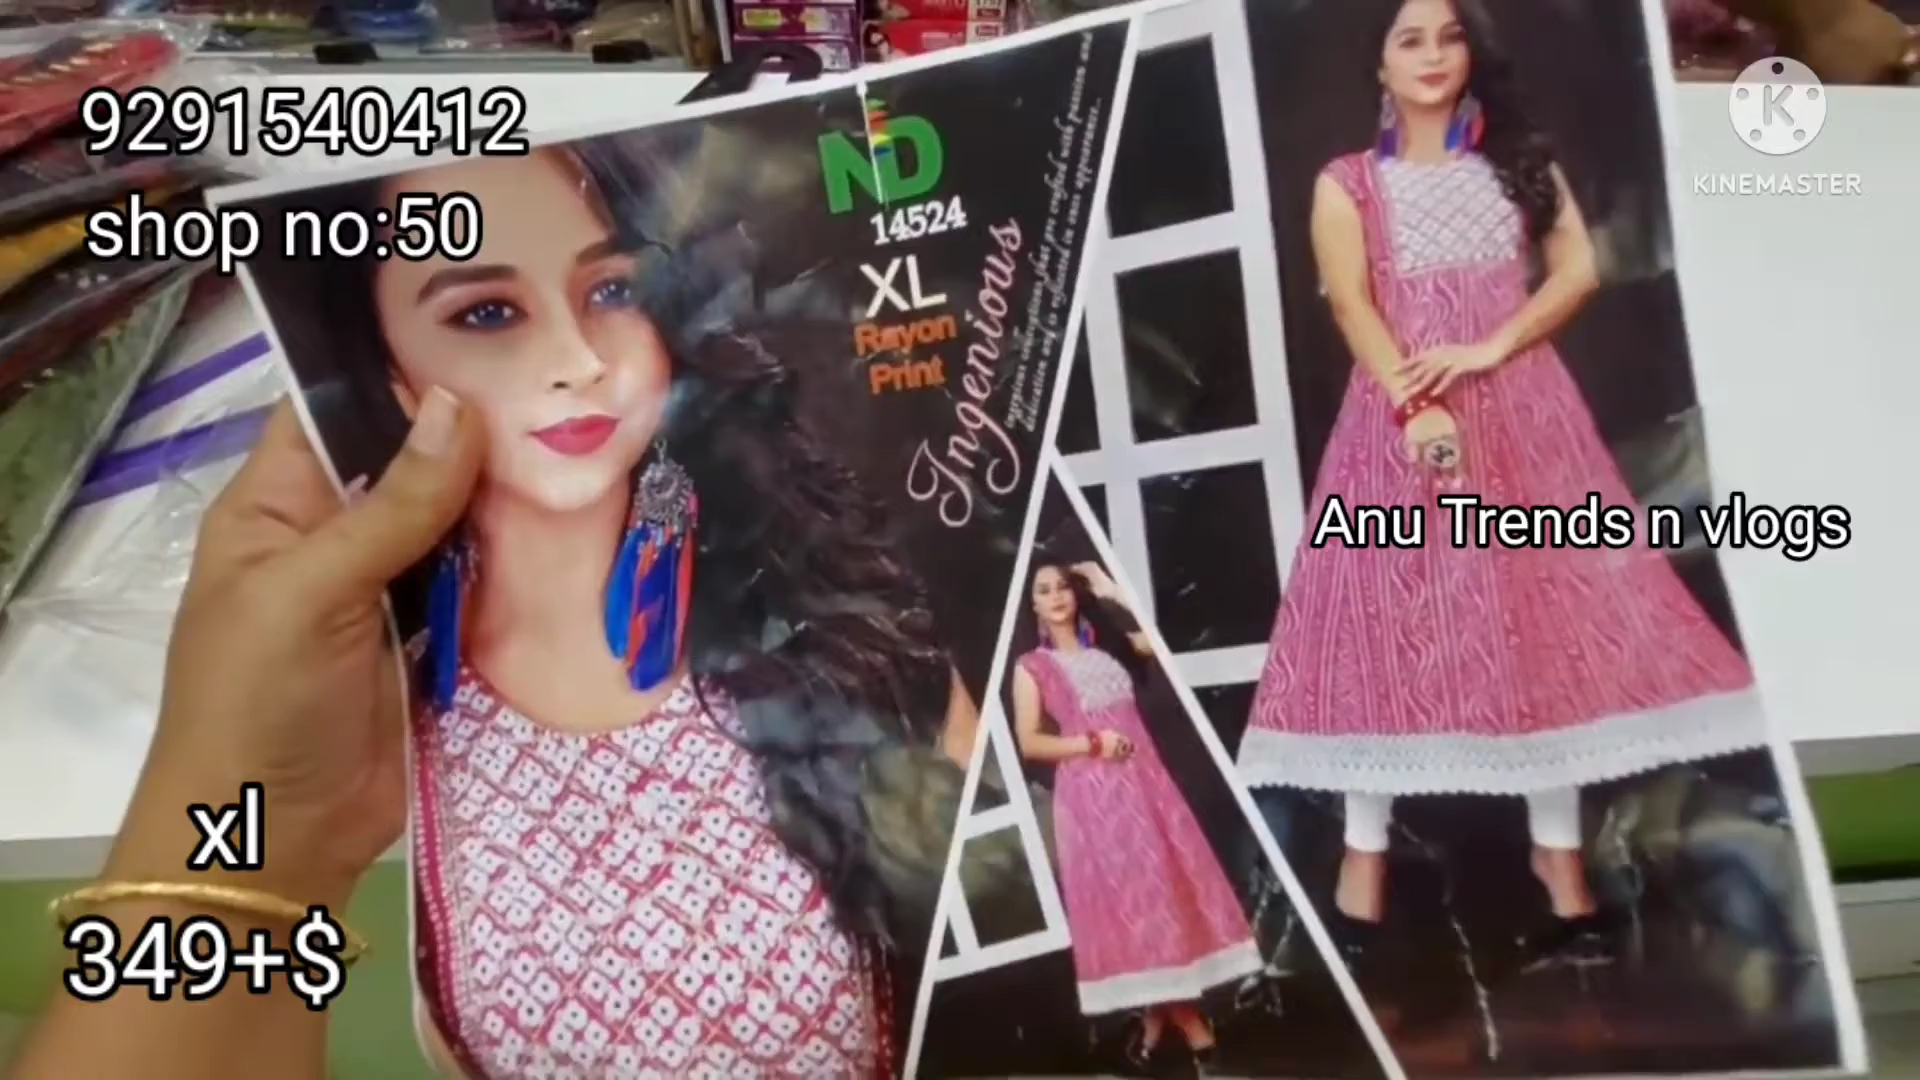 9291540412
shop no:50
ND
14524
XL
Rayon
Print
Ingenious
KINEMASTER
Anu Trends n vlogs
xl
349+$